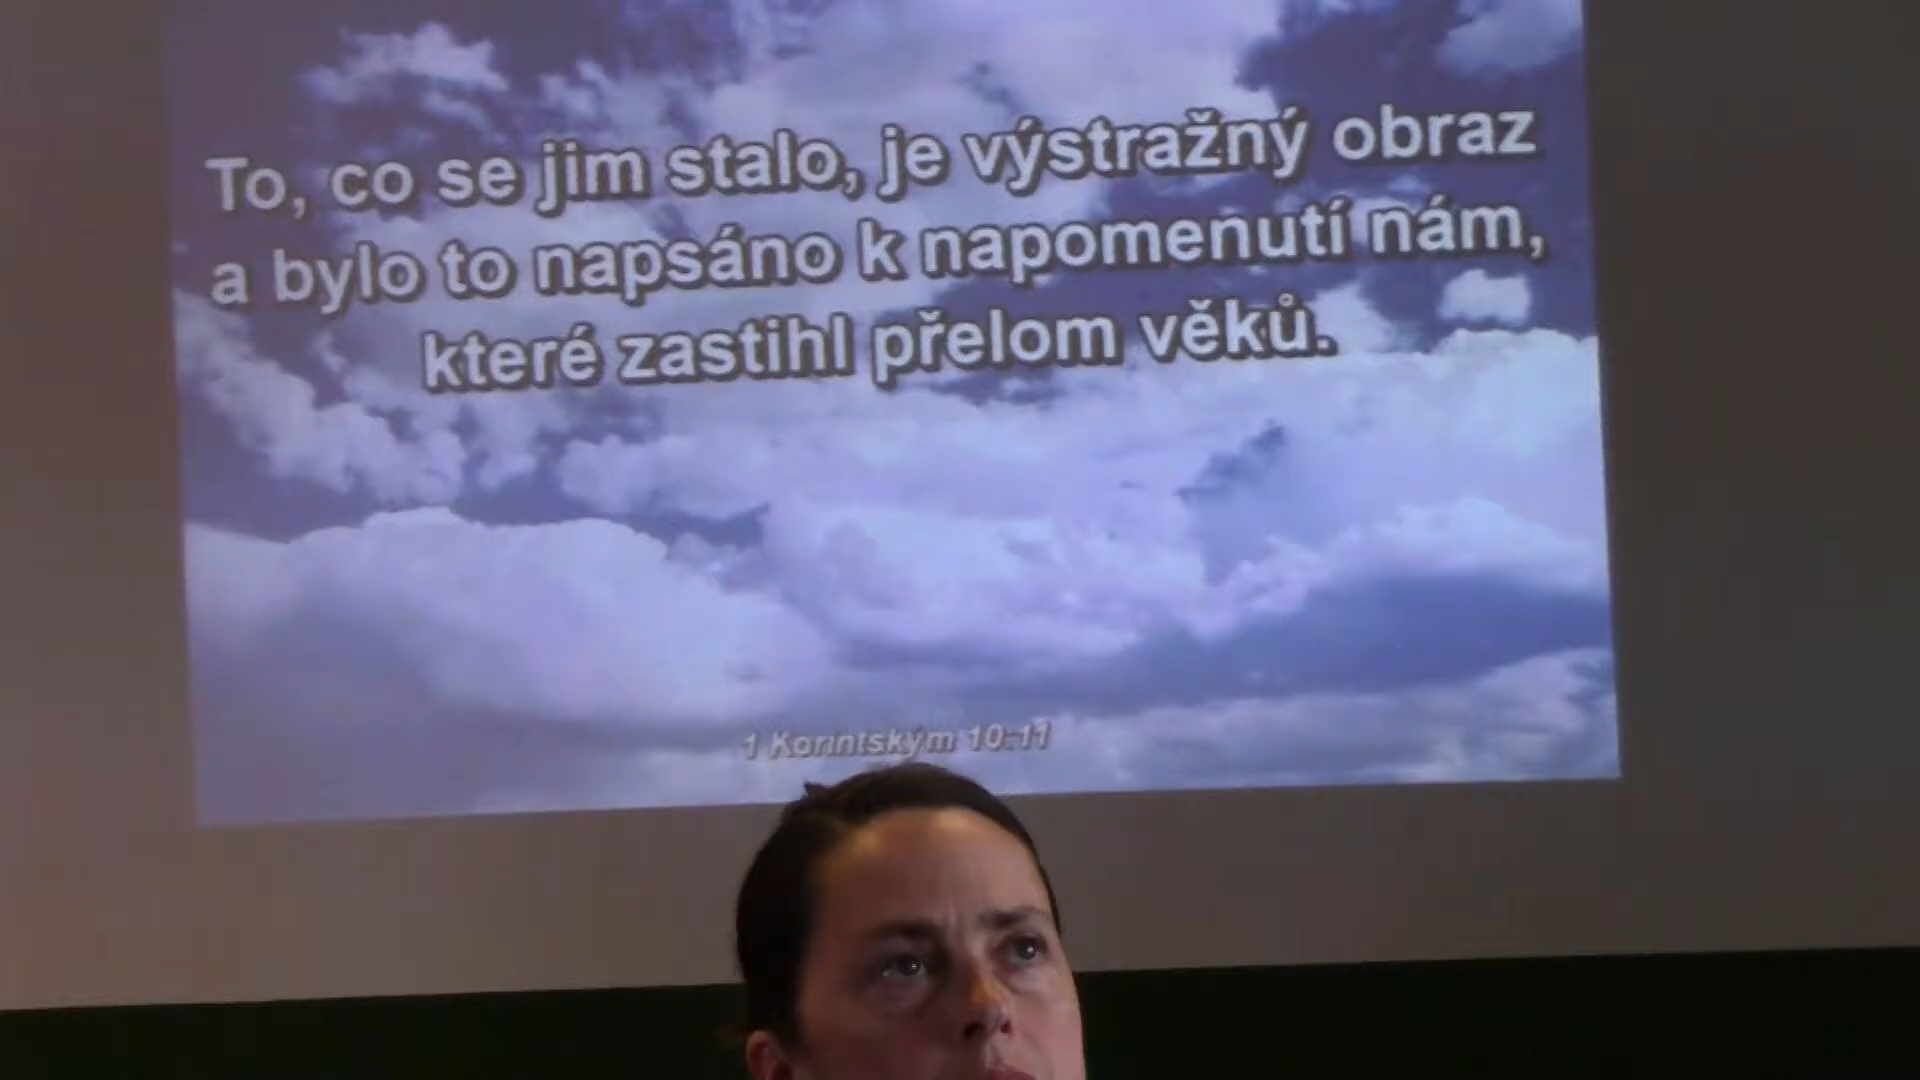 To, co se jim stalo, je výstražný obraz
a bylo to napsáno k napomenutí nám,
které zastihl přelom věků.
1 Korintským 10:11